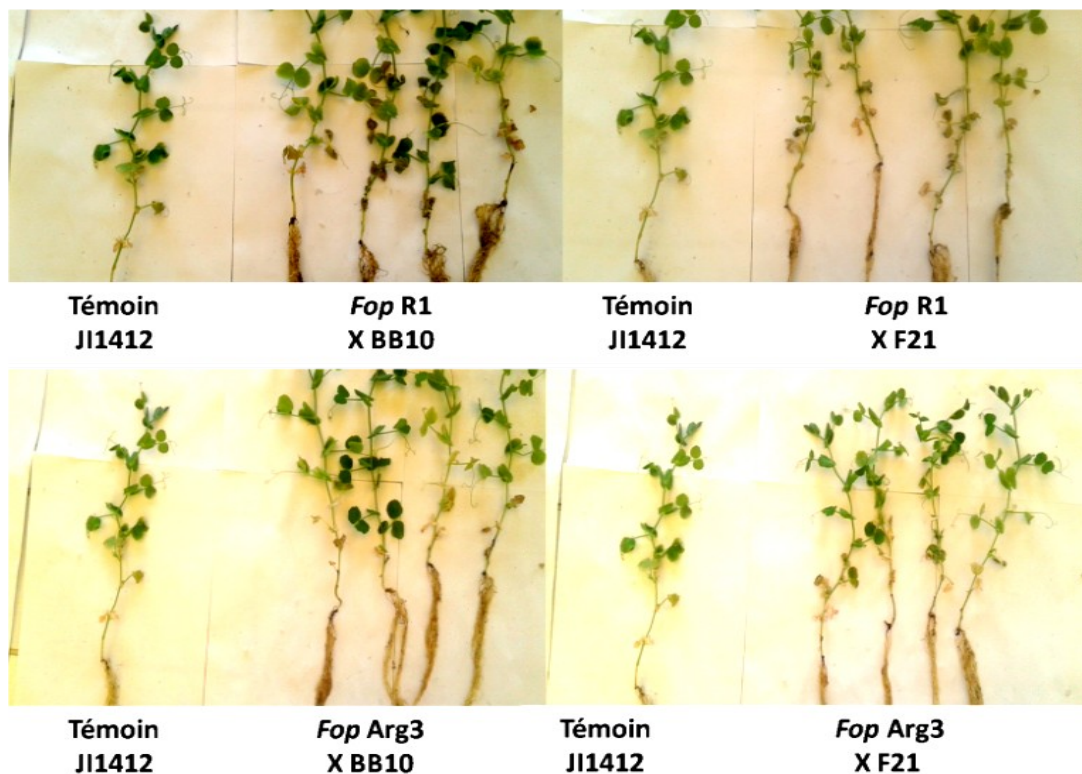 Témoin
JI1412
Fop R1
X BB10
Témoin
JI1412
Fop R1
X F21
Témoin
JI1412
Fop Arg3
X BB10
Témoin
JI1412
Fop Arg3
X F21